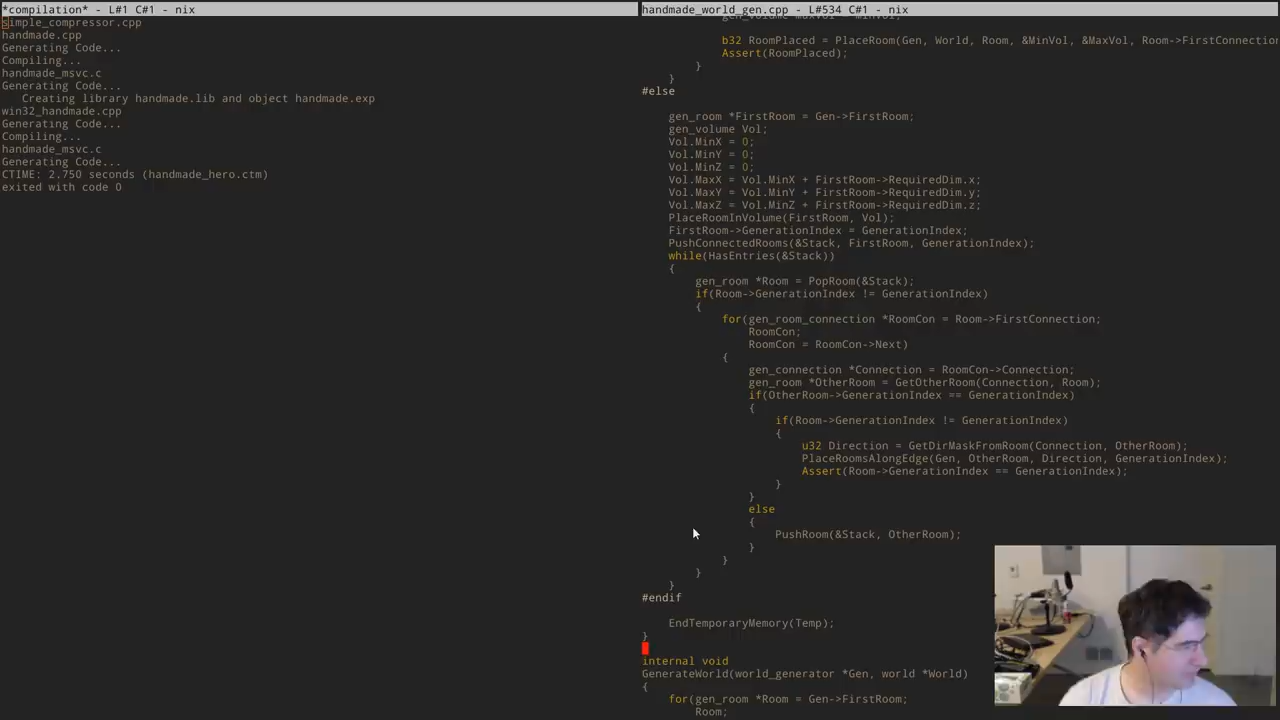 *compilation* - L#1 C#1 - nix
simple_compressor.cpp
handmade.cpp
Generating Code...
Compiling...
handmade_msvc.c
Generating Code...
   Creating library handmade.lib and object handmade.exp
win32_handmade.cpp
Generating Code...
Compiling...
handmade_msvc.c
Generating Code...
CTIME: 2.750 seconds (handmade_hero.ctm)
exited with code 0
handmade_world_gen.cpp - L#534 C#1 - nix
gen_volume MaxVol = MinVol;
b32 RoomPlaced = PlaceRoom(Gen, World, Room, &MinVol, &MaxVol, Room->FirstConnectio
Assert(RoomPlaced);
}
}
#else
gen_room *FirstRoom = Gen->FirstRoom;
gen_volume Vol;
Vol.MinX = 0;
Vol.MinY = 0;
Vol.MinZ = 0;
Vol.MaxX = Vol.MinX + FirstRoom->RequiredDim.x;
Vol.MaxY = Vol.MinY + FirstRoom->RequiredDim.y;
Vol.MaxZ = Vol.MinZ + FirstRoom->RequiredDim.z;
PlaceRoomInVolume(FirstRoom, Vol);
FirstRoom->GenerationIndex = GenerationIndex;
PushConnectedRooms(&Stack, FirstRoom, GenerationIndex);
while(HasEntries(&Stack))
{
gen_room *Room = PopRoom(&Stack);
if(Room->GenerationIndex != GenerationIndex)
{
for(gen_room_connection *RoomCon = Room->FirstConnection;
RoomCon;
RoomCon = RoomCon->Next)
{
gen_connection *Connection = RoomCon->Connection;
gen_room *OtherRoom = GetOtherRoom(Connection, Room);
if(OtherRoom->GenerationIndex == GenerationIndex)
{
if(Room->GenerationIndex != GenerationIndex)
{
u32 Direction = GetDirMaskFromRoom(Connection, OtherRoom);
PlaceRoomsAlongEdge(Gen, OtherRoom, Direction, GenerationIndex);
Assert(Room->GenerationIndex == GenerationIndex);
}
}
else
{
PushRoom(&Stack, OtherRoom);
}
}
}
}
#endif
EndTemporaryMemory(Temp);
}
internal void
GenerateWorld(world_generator *Gen, world *World)
{
for(gen_room *Room = Gen->FirstRoom;
Room;